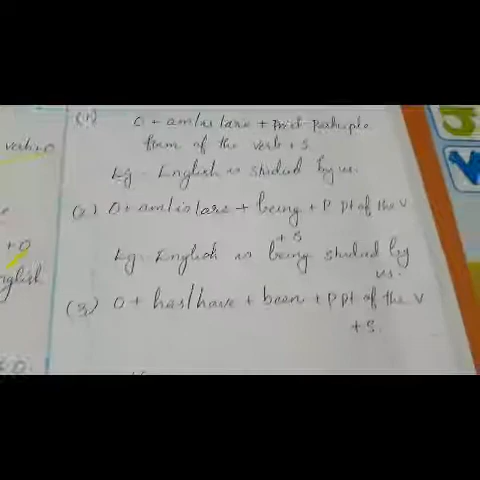 verb+o
+O
nglish
(1)
O + am/is/are + past participle
form of the verb + S
Eg - English is studied by us.
(2) O + am/is/are + being + P pt of the V
+ S
Eg - English is being studied by
us.
(3) O + has/have + been + P pt of the V
+ S.